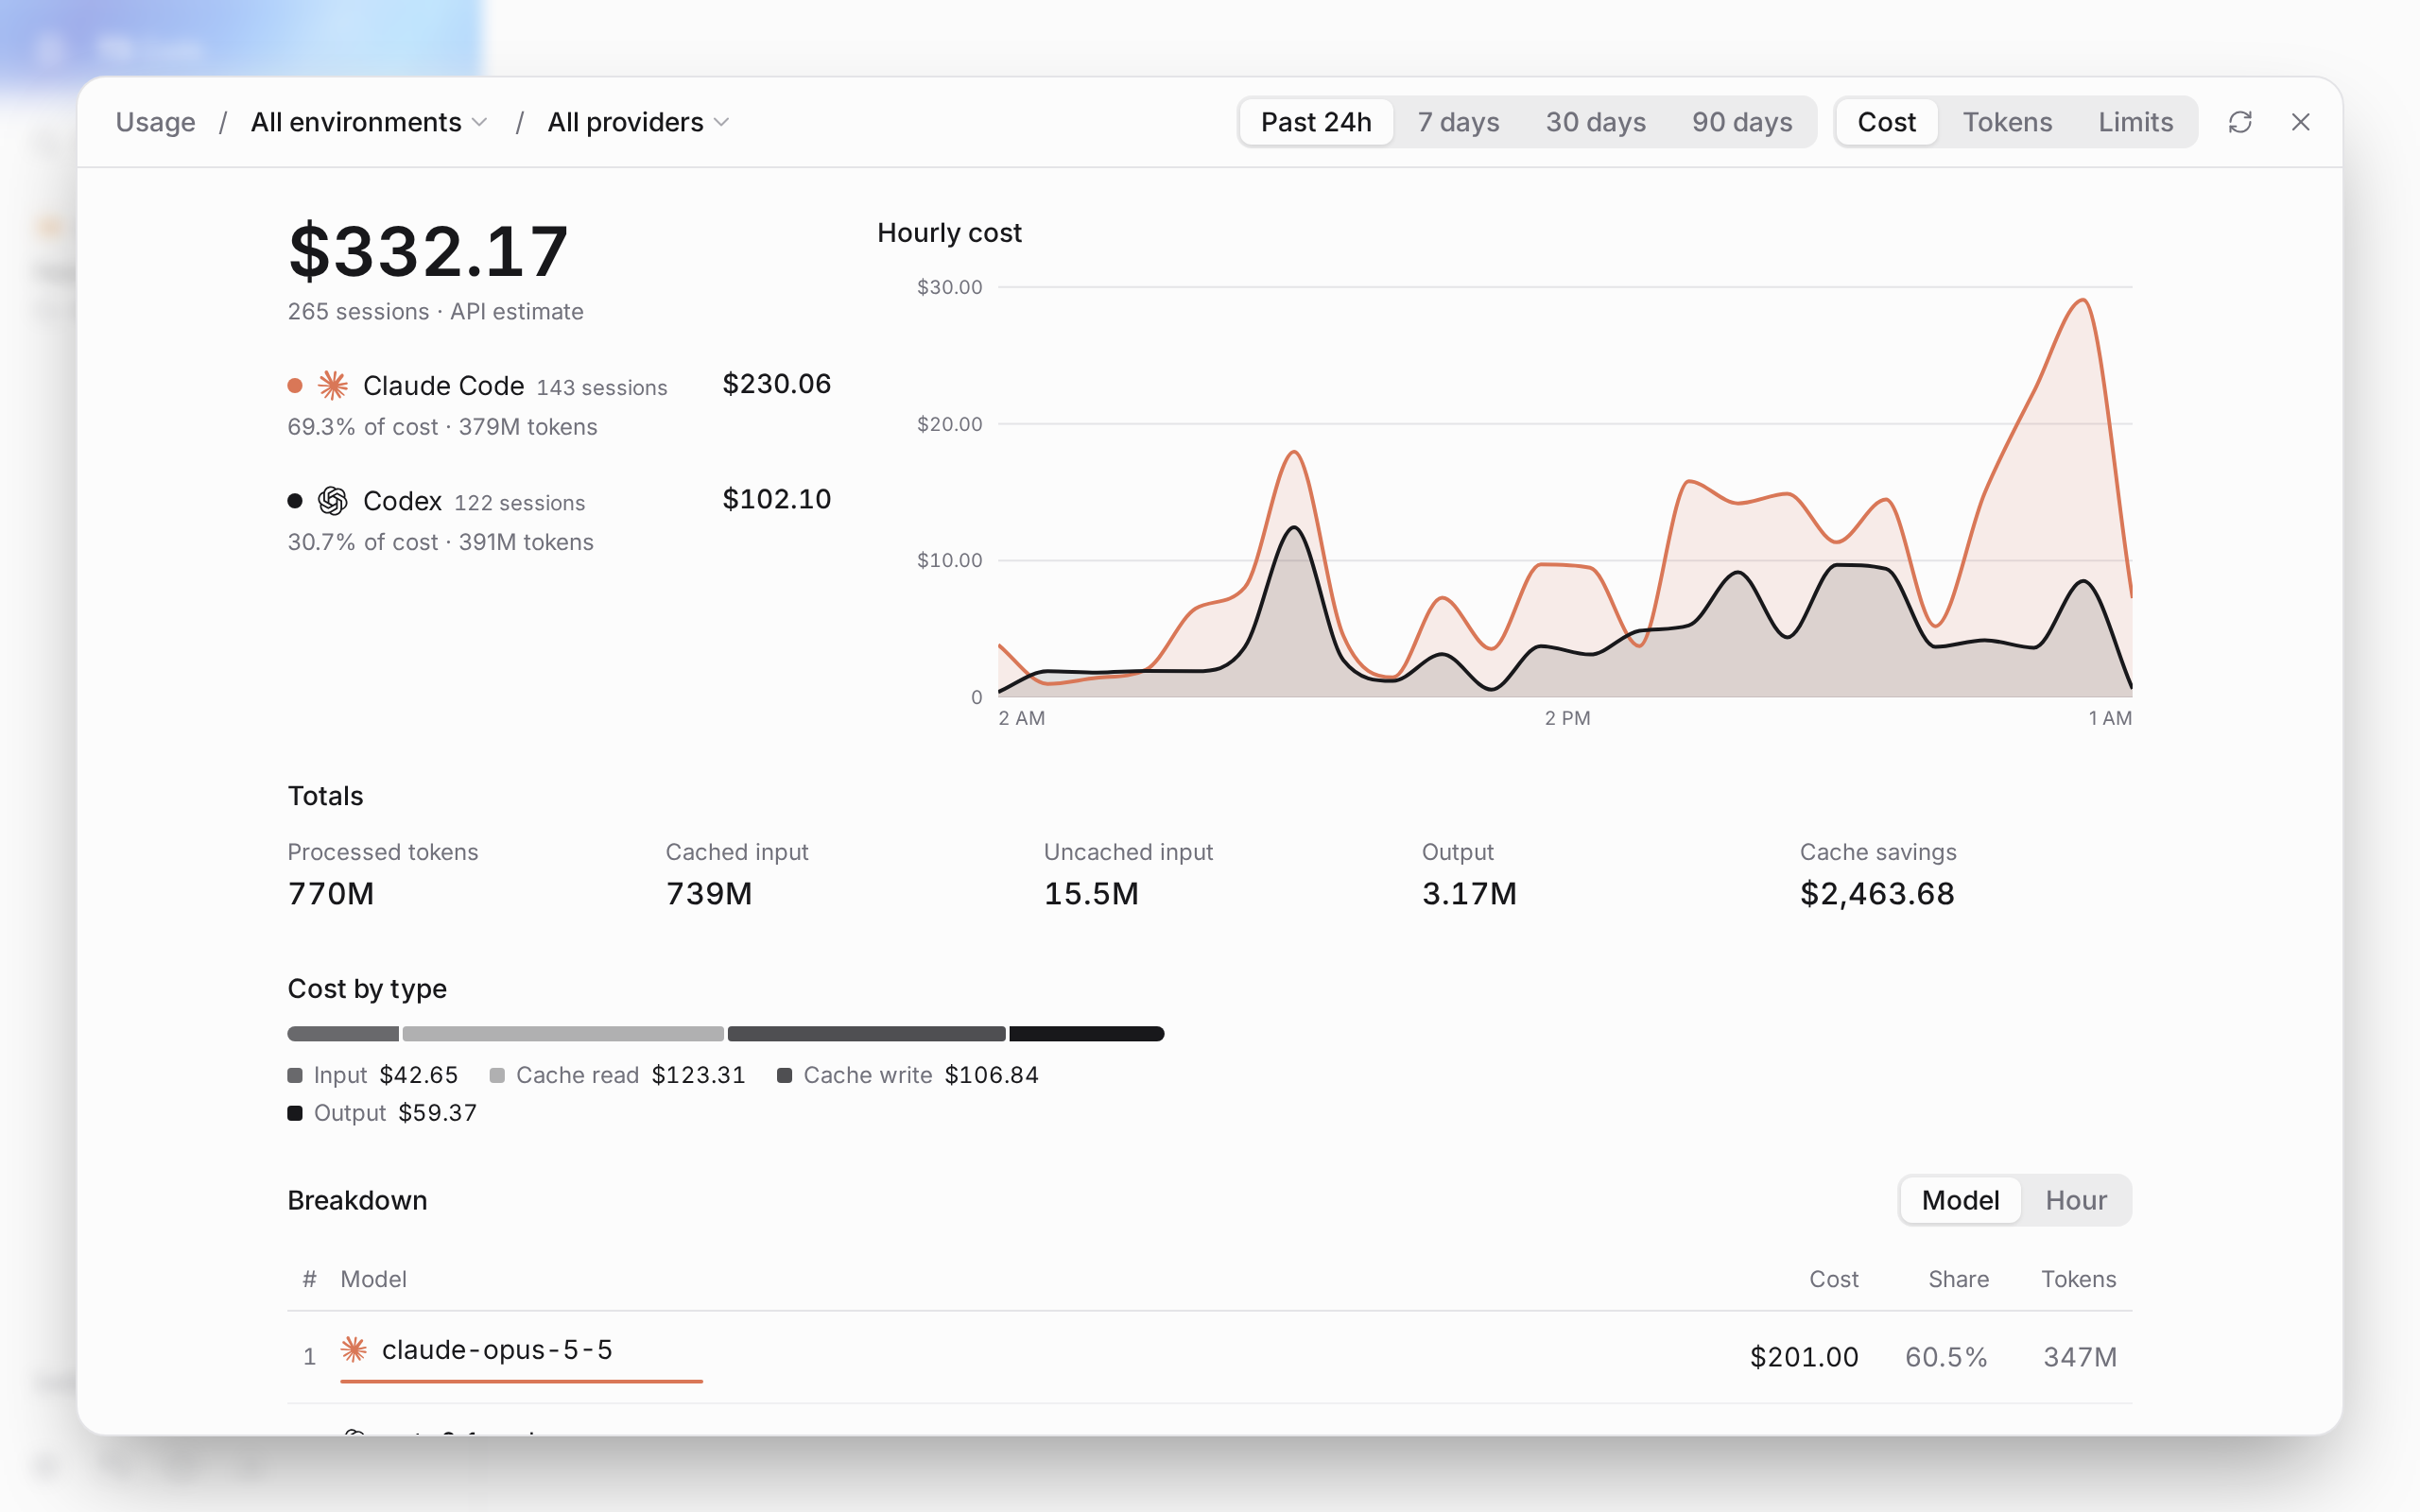 Usage / All environments / All providers
Past 24h 7 days 30 days 90 days Cost Tokens Limits
$332.17
265 sessions · API estimate
Claude Code 143 sessions $230.06
69.3% of cost · 379M tokens
Codex 122 sessions $102.10
30.7% of cost · 391M tokens
Hourly cost
$30.00
$20.00
$10.00
0
2 AM 2 PM 1 AM
Totals
Processed tokens Cached input Uncached input Output Cache savings
770M 739M 15.5M 3.17M $2,463.68
Cost by type
Input $42.65 Cache read $123.31 Cache write $106.84
Output $59.37
Breakdown Model Hour
# Model Cost Share Tokens
1 claude-opus-5-5 $201.00 60.5% 347M